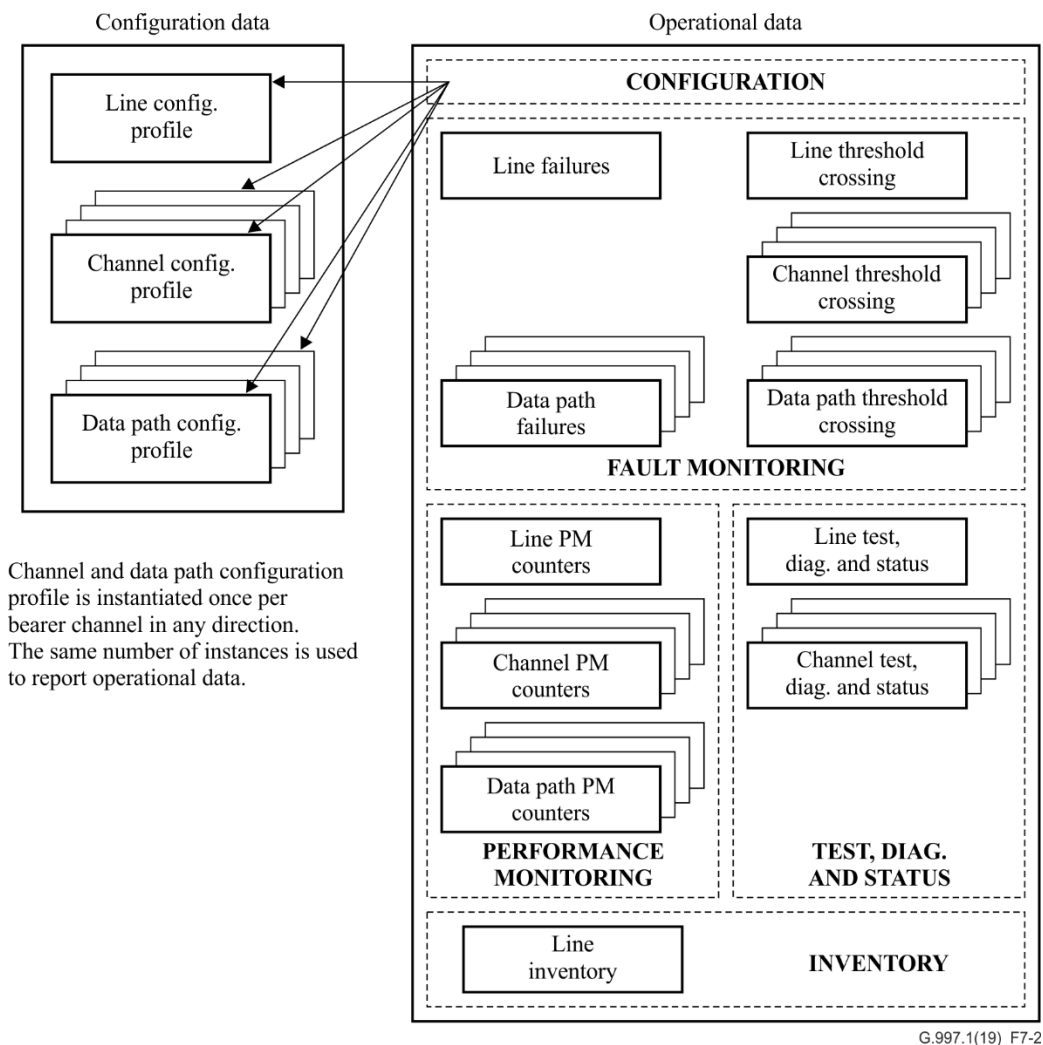 Configuration data
Operational data
Line config.
profile
Channel config.
profile
Data path config.
profile
Channel and data path configuration
profile is instantiated once per
bearer channel in any direction.
The same number of instances is used
to report operational data.
CONFIGURATION
Line failures
Line threshold
crossing
Channel threshold
crossing
Data path
failures
Data path threshold
crossing
FAULT MONITORING
Line PM
counters
Channel PM
counters
Data path PM
counters
PERFORMANCE
MONITORING
Line test,
diag. and status
Channel test,
diag. and status
TEST, DIAG.
AND STATUS
Line
inventory
INVENTORY
G.997.1(19)_F7-2